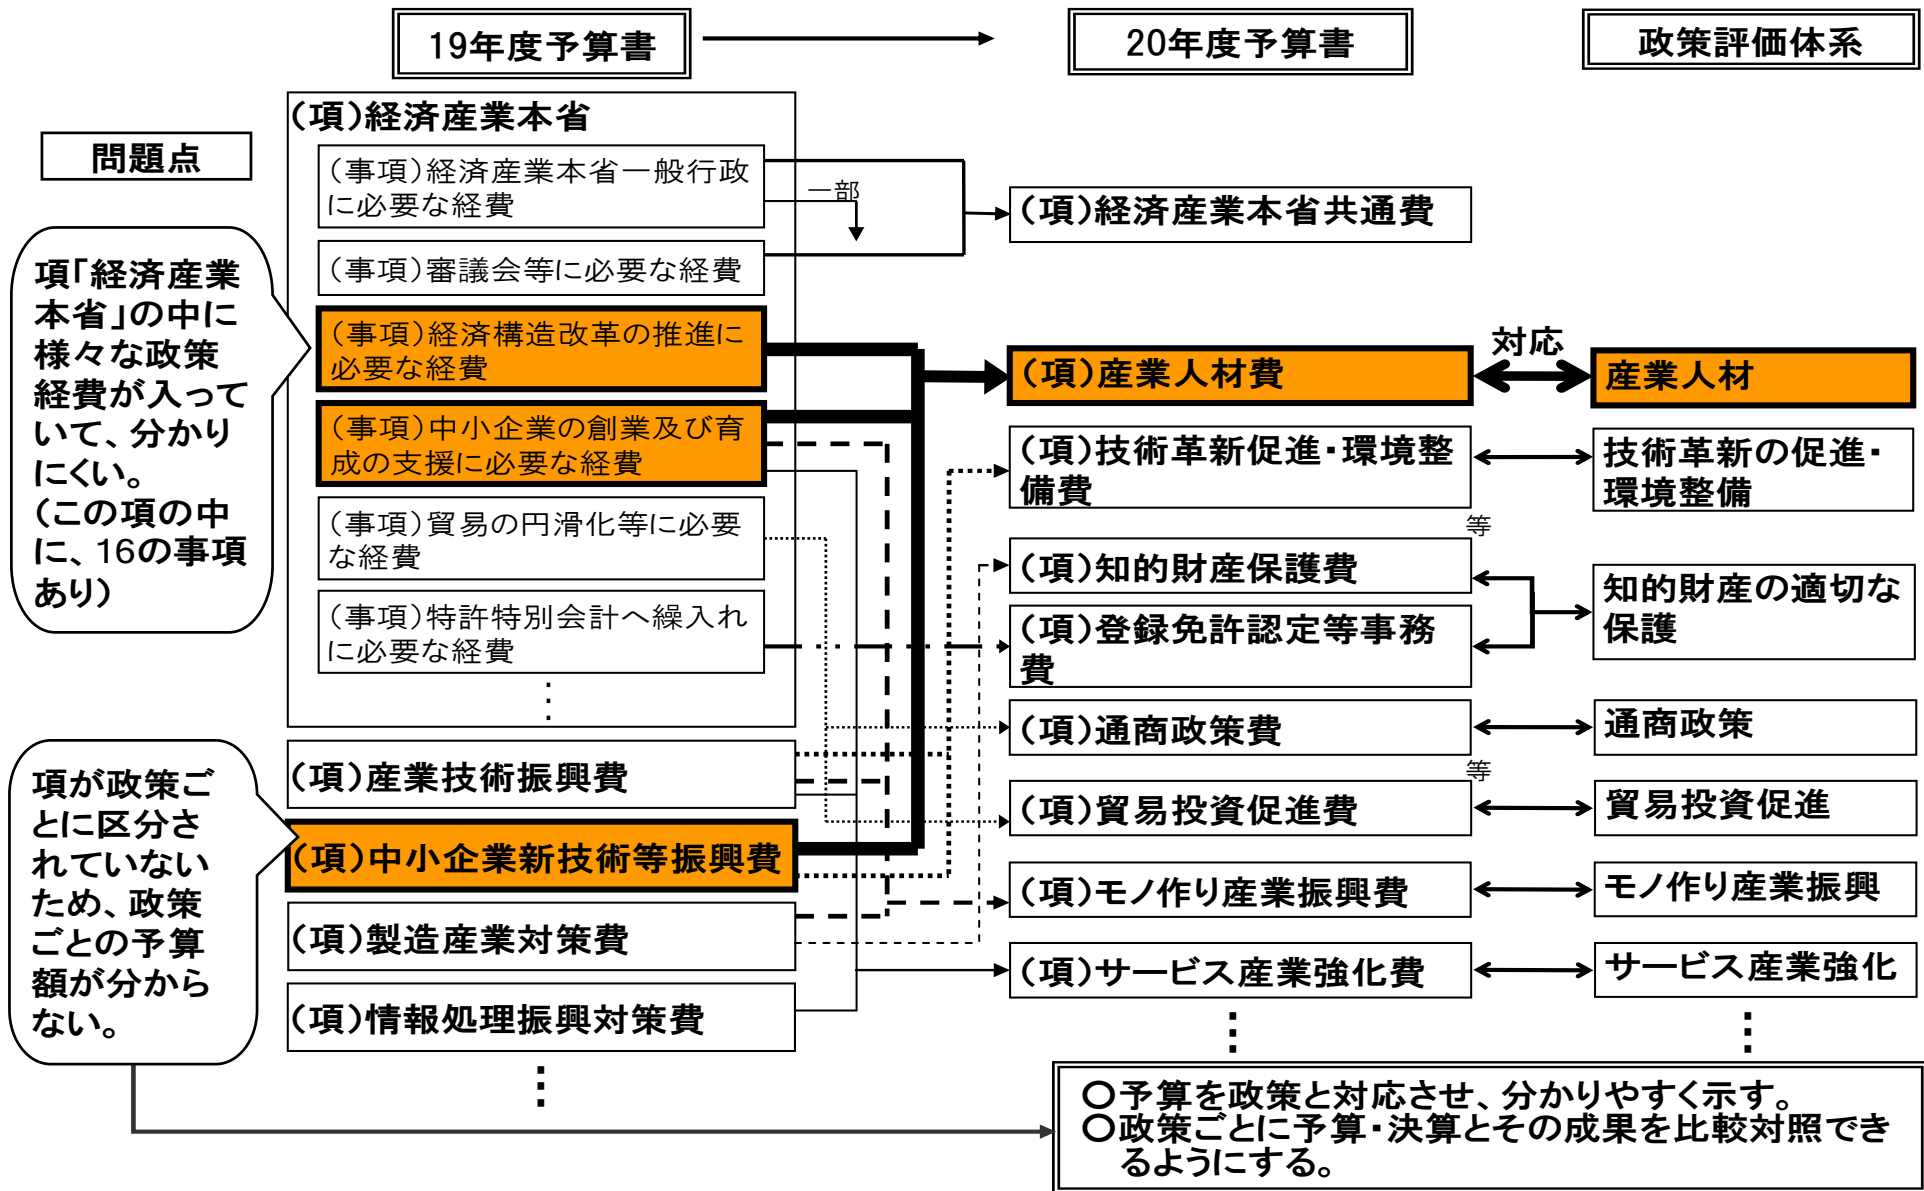 19年度予算書
20年度予算書
政策評価体系
問題点
項「経済産業
本省」の中に
様々な政策
経費が入って
いて、分かり
にくい。
（この項の中
に、16の事項
あり）
項が政策ご
とに区分さ
れていない
ため、政策
ごとの予算
額が分から
ない。
（項）経済産業本省
（事項）経済産業本省一般行政
に必要な経費
一部
（事項）審議会等に必要な経費
（事項）経済構造改革の推進に
必要な経費
（事項）中小企業の創業及び育
成の支援に必要な経費
（事項）貿易の円滑化等に必要
な経費
（事項）特許特別会計へ繰入れ
に必要な経費
（項）産業技術振興費
（項）中小企業新技術等振興費
（項）製造産業対策費
（項）情報処理振興対策費
（項）経済産業本省共通費
（項）産業人材費
対応
産業人材
（項）技術革新促進・環境整
備費
技術革新の促進・
環境整備
等
（項）知的財産保護費
（項）登録免許認定等事務
費
知的財産の適切な
保護
（項）通商政策費
通商政策
等
（項）貿易投資促進費
貿易投資促進
（項）モノ作り産業振興費
モノ作り産業振興
（項）サービス産業強化費
サービス産業強化
○予算を政策と対応させ、分かりやすく示す。
○政策ごとに予算・決算とその成果を比較対照でき
るようにする。